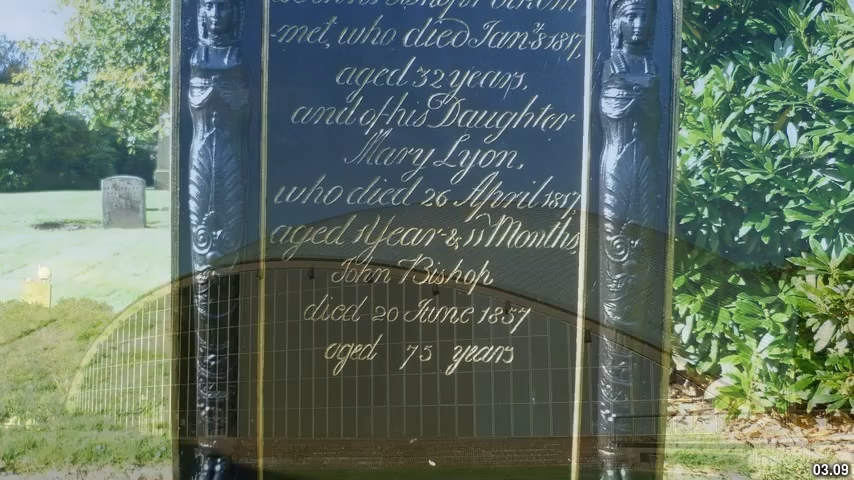 -met, who died Jan.y 8 1817,
aged 32 years,
and of his Daughter
Mary Lyon,
who died 26 April 1817,
aged 1 Year & 11 Months,
John Bishop
died 20 June 1857
aged 75 years
03.09